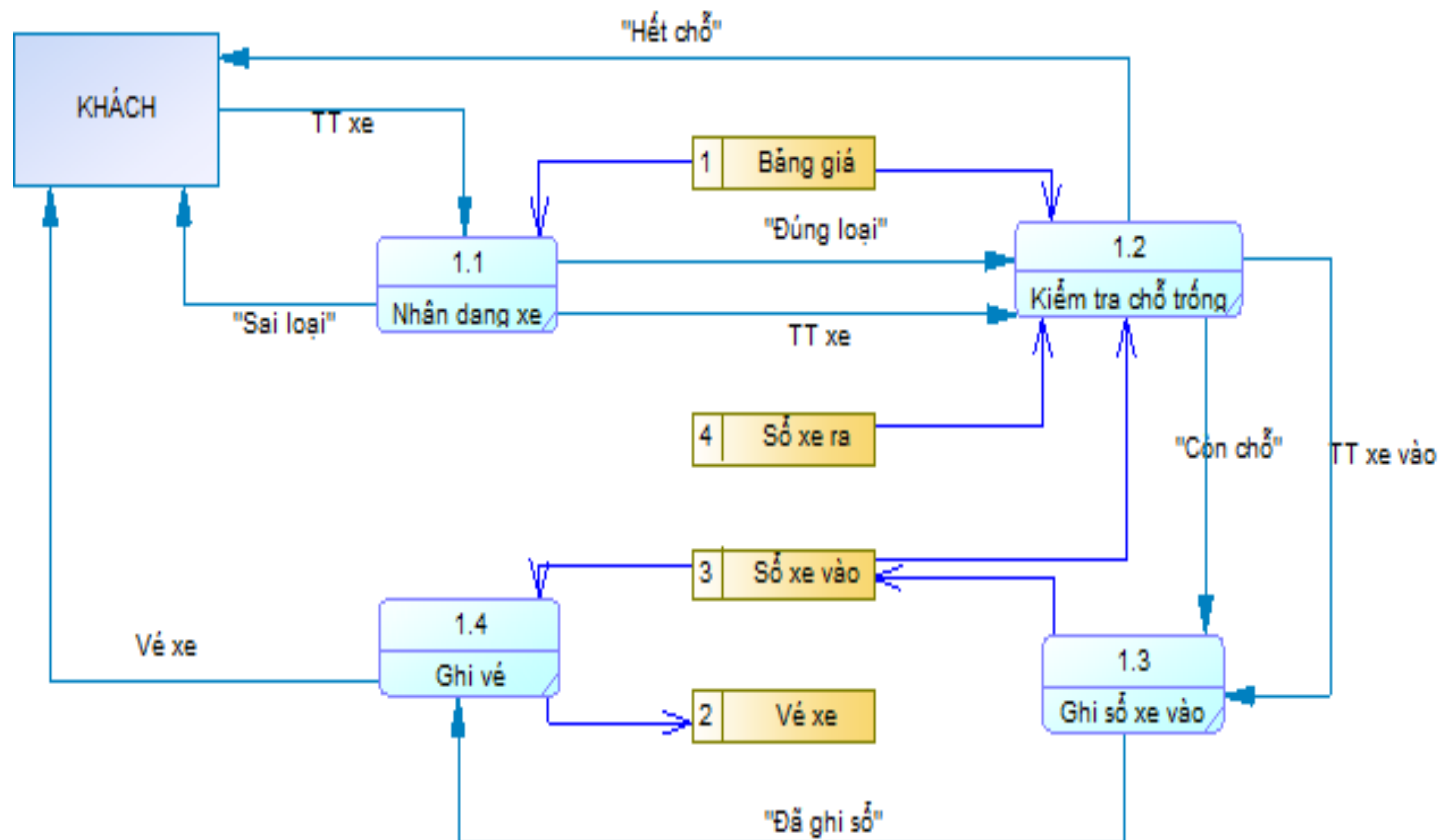 "Hết chỗ"
KHÁCH
TT xe
1 Bảng giá
"Đúng loại"
1.1
Nhân dang xe
1.2
Kiểm tra chỗ trống
"Sai loại"
TT xe
4 Sổ xe ra
"Còn chỗ"
TT xe vào
3 Sổ xe vào
1.4
Ghi vé
Vé xe
1.3
Ghi sổ xe vào
2 Vé xe
"Đã ghi sổ"